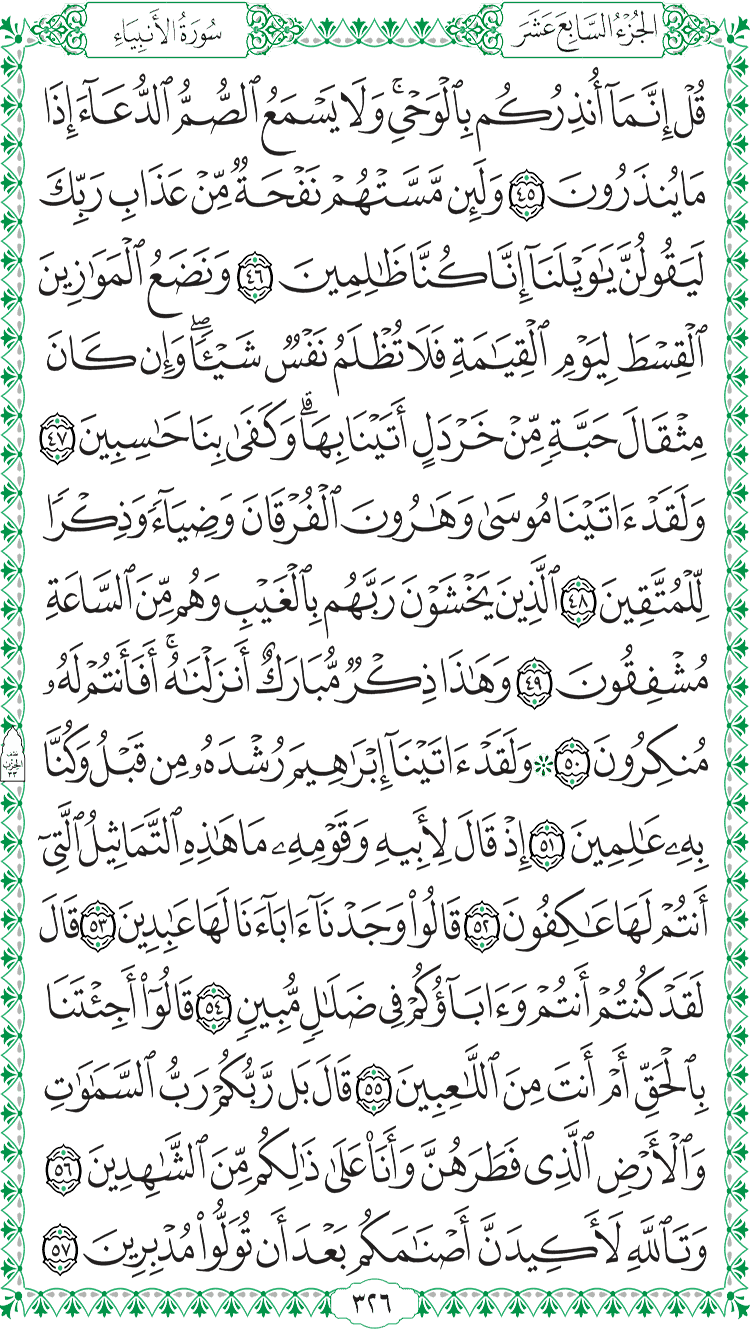 الجُزْءُ السَّابِعَ عَشَرَ
سُورَةُ الأَنبِيَاءِ
قُلْ إِنَّمَآ أُنذِرُكُم بِٱلْوَحْىِۚ وَلَا يَسْمَعُ ٱلصُّمُّ ٱلدُّعَآءَ إِذَا
مَا يُنذَرُونَ ٤٥ وَلَئِن مَّسَّتْهُمْ نَفْحَةٌ مِّنْ عَذَابِ رَبِّكَ
لَيَقُولُنَّ يَٰوَيْلَنَآ إِنَّا كُنَّا ظَٰلِمِينَ ٤٦ وَنَضَعُ ٱلْمَوَٰزِينَ
ٱلْقِسْطَ لِيَوْمِ ٱلْقِيَٰمَةِ فَلَا تُظْلَمُ نَفْسٌ شَيْـًٔاۖ وَإِن كَانَ
مِثْقَالَ حَبَّةٍ مِّنْ خَرْدَلٍ أَتَيْنَا بِهَاۗ وَكَفَىٰ بِنَا حَٰسِبِينَ ٤٧
وَلَقَدْ ءَاتَيْنَا مُوسَىٰ وَهَٰرُونَ ٱلْفُرْقَانَ وَضِيَآءً وَذِكْرًا
لِّلْمُتَّقِينَ ٤٨ ٱلَّذِينَ يَخْشَوْنَ رَبَّهُم بِٱلْغَيْبِ وَهُم مِّنَ ٱلسَّاعَةِ
مُشْفِقُونَ ٤٩ وَهَٰذَا ذِكْرٌ مُّبَارَكٌ أَنزَلْنَٰهُۚ أَفَأَنتُمْ لَهُۥ
مُنكِرُونَ ٥٠ ۞ وَلَقَدْ ءَاتَيْنَآ إِبْرَٰهِيمَ رُشْدَهُۥ مِن قَبْلُ وَكُنَّا
نصف الحزب ٣٣
بِهِۦ عَٰلِمِينَ ٥١ إِذْ قَالَ لِأَبِيهِ وَقَوْمِهِۦ مَا هَٰذِهِ ٱلتَّمَاثِيلُ ٱلَّتِىٓ
أَنتُمْ لَهَا عَٰكِفُونَ ٥٢ قَالُوا۟ وَجَدْنَآ ءَابَآءَنَا لَهَا عَٰبِدِينَ ٥٣ قَالَ
لَقَدْ كُنتُمْ أَنتُمْ وَءَابَآؤُكُمْ فِى ضَلَٰلٍ مُّبِينٍ ٥٤ قَالُوٓا۟ أَجِئْتَنَا
بِٱلْحَقِّ أَمْ أَنتَ مِنَ ٱللَّٰعِبِينَ ٥٥ قَالَ بَل رَّبُّكُمْ رَبُّ ٱلسَّمَٰوَٰتِ
وَٱلْأَرْضِ ٱلَّذِى فَطَرَهُنَّ وَأَنَا۠ عَلَىٰ ذَٰلِكُم مِّنَ ٱلشَّٰهِدِينَ ٥٦
وَتَٱللَّهِ لَأَكِيدَنَّ أَصْنَٰمَكُم بَعْدَ أَن تُوَلُّوا۟ مُدْبِرِينَ ٥٧
٣٢٦